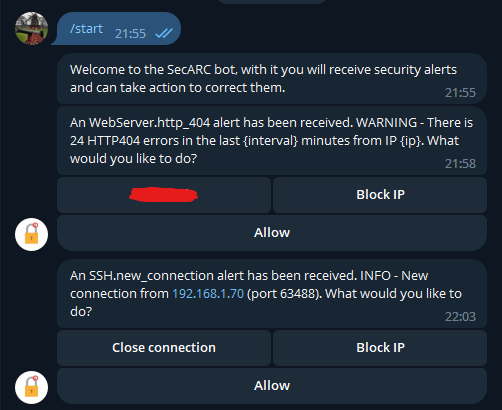 /start 21:55
Welcome to the SecARC bot, with it you will receive security alerts
and can take action to correct them.
21:55
An WebServer.http_404 alert has been received. WARNING - There is
24 HTTP404 errors in the last {interval} minutes from IP {ip}. What
would you like to do?
21:58
Block IP
Allow
An SSH.new_connection alert has been received. INFO - New
connection from 192.168.1.70 (port 63488). What would you like to
do?
22:03
Close connection
Block IP
Allow